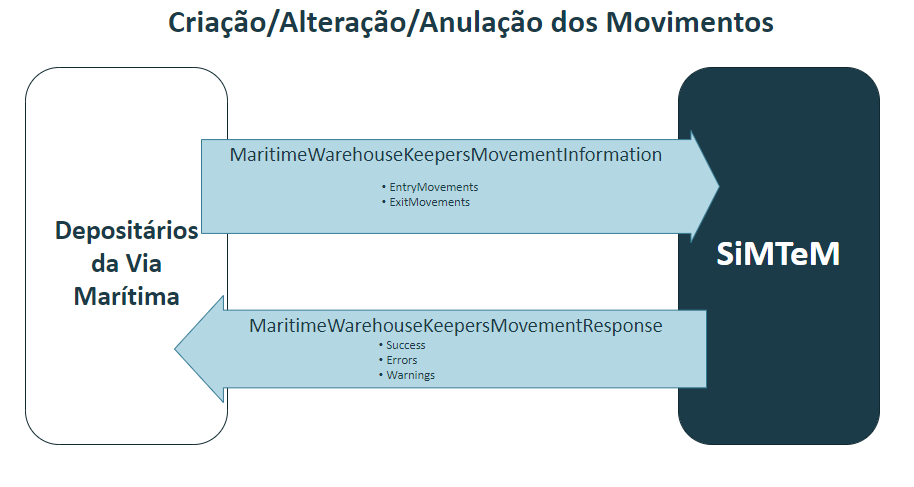 Criação/Alteração/Anulação dos Movimentos
MaritimeWarehouseKeepersMovementInformation
• EntryMovements
• ExitMovements
Depositários
da Via
Marítima
SiMTeM
MaritimeWarehouseKeepersMovementResponse
• Success
• Errors
• Warnings